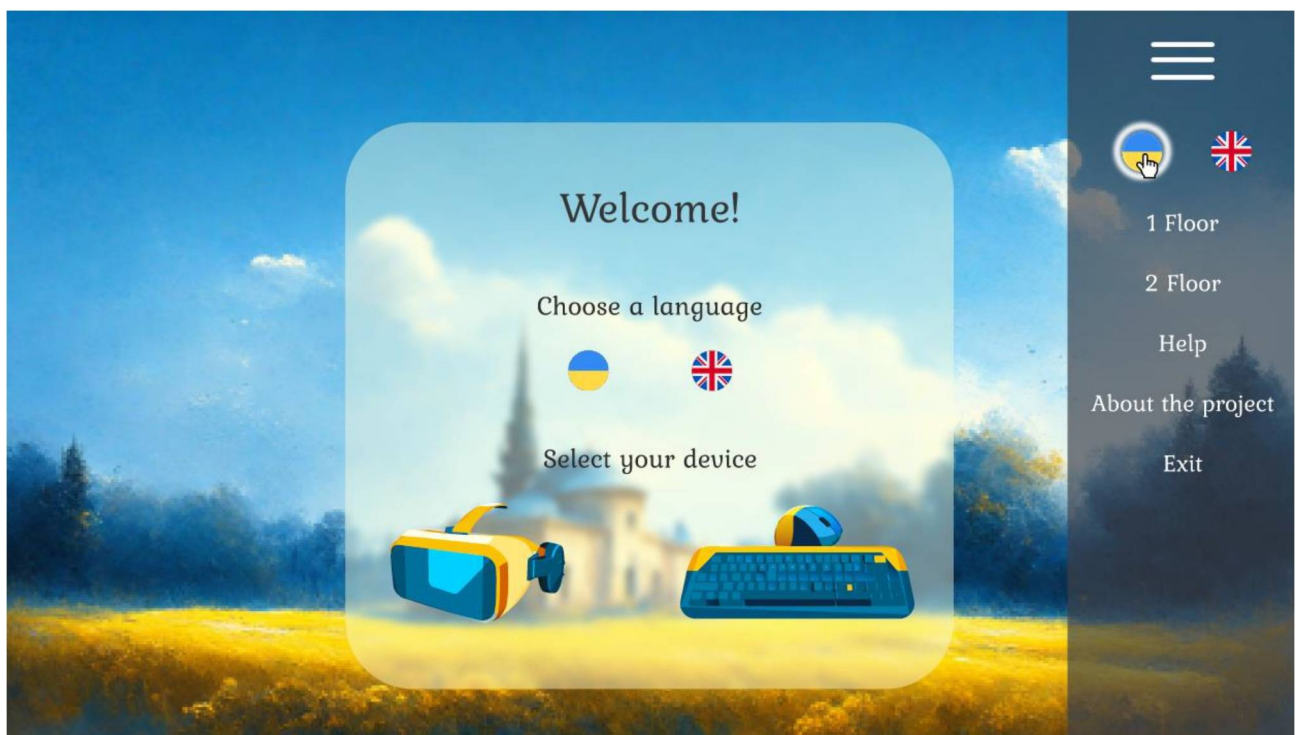 Welcome!
Choose a language
Select your device
1 Floor
2 Floor
Help
About the project
Exit